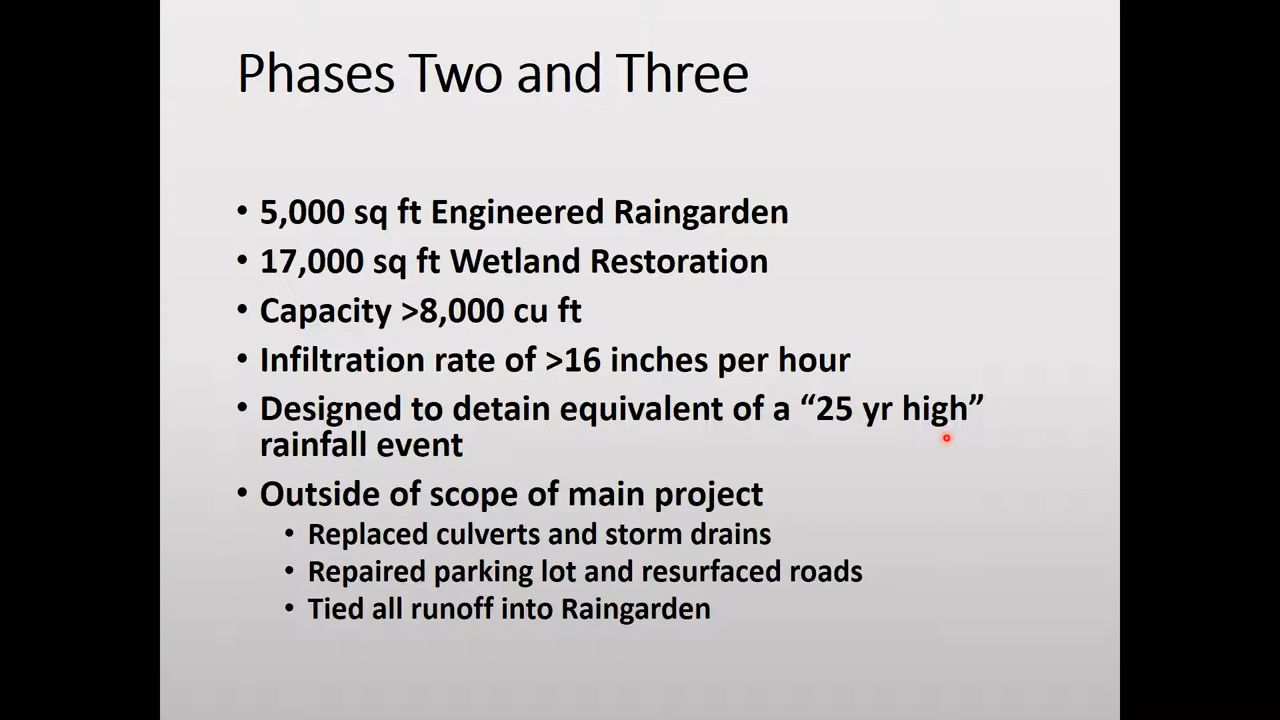 Phases Two and Three
• 5,000 sq ft Engineered Raingarden
• 17,000 sq ft Wetland Restoration
• Capacity >8,000 cu ft
• Infiltration rate of >16 inches per hour
• Designed to detain equivalent of a “25 yr high”
rainfall event
• Outside of scope of main project
• Replaced culverts and storm drains
• Repaired parking lot and resurfaced roads
• Tied all runoff into Raingarden